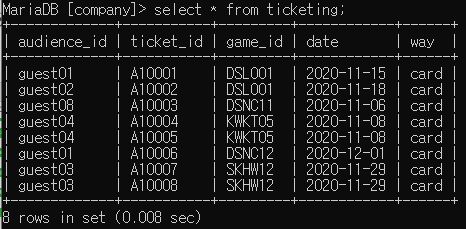 MariaDB [company]> select * from ticketing;
+-------------+-----------+---------+------------+------+
| audience_id | ticket_id | game_id | date       | way  |
+-------------+-----------+---------+------------+------+
| guest01     | A10001    | DSL001  | 2020-11-15 | card |
| guest02     | A10002    | DSL001  | 2020-11-18 | card |
| guest08     | A10003    | DSNC11  | 2020-11-06 | card |
| guest04     | A10004    | KWKT05  | 2020-11-08 | card |
| guest04     | A10005    | KWKT05  | 2020-11-08 | card |
| guest01     | A10006    | DSNC12  | 2020-12-01 | card |
| guest03     | A10007    | SKHW12  | 2020-11-29 | card |
| guest03     | A10008    | SKHW12  | 2020-11-29 | card |
+-------------+-----------+---------+------------+------+
8 rows in set (0.008 sec)